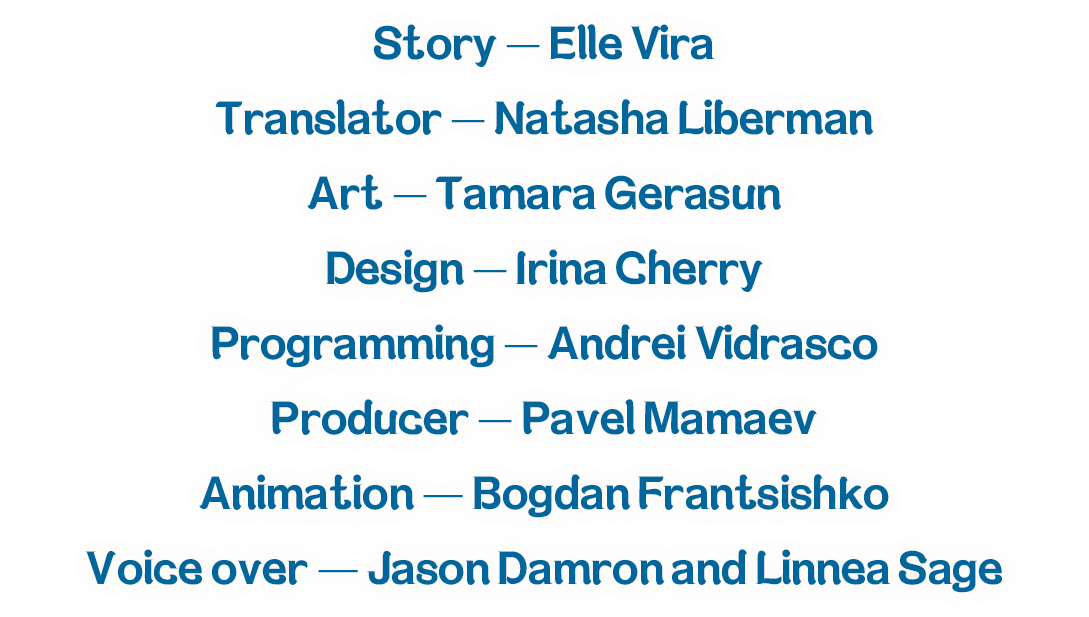 Story — Elle Vira
Translator — Natasha Liberman
Art — Tamara Gerasun
Design — Irina Cherry
Programming — Andrei Vidrasco
Producer — Pavel Mamaev
Animation — Bogdan Frantsishko
Voice over — Jason Damron and Linnea Sage